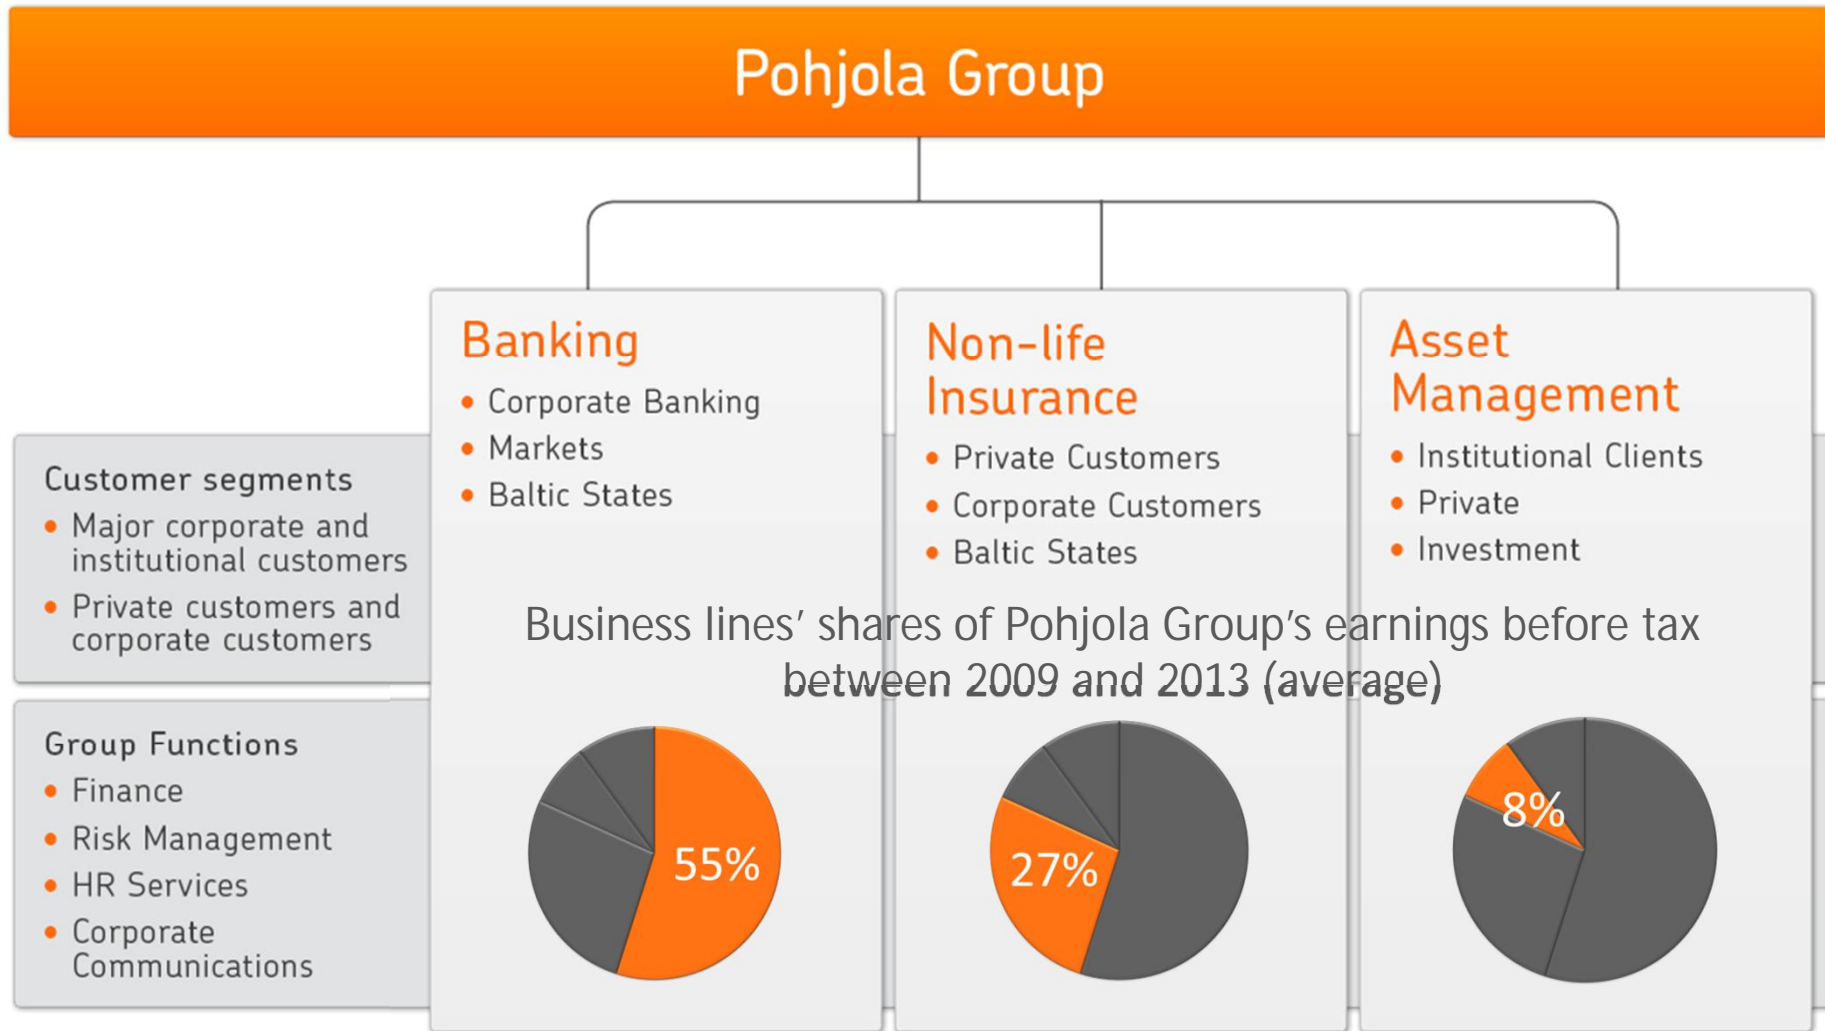 Pohjola Group
Banking
• Corporate Banking
• Markets
• Baltic States
Non-life
Insurance
• Private Customers
• Corporate Customers
• Baltic States
Asset
Management
• Institutional Clients
• Private
• Investment
Customer segments
• Major corporate and
institutional customers
• Private customers and
corporate customers
Business lines’ shares of Pohjola Group’s earnings before tax
between 2009 and 2013 (average)
Group Functions
• Finance
• Risk Management
• HR Services
• Corporate
Communications
55%
27%
8%